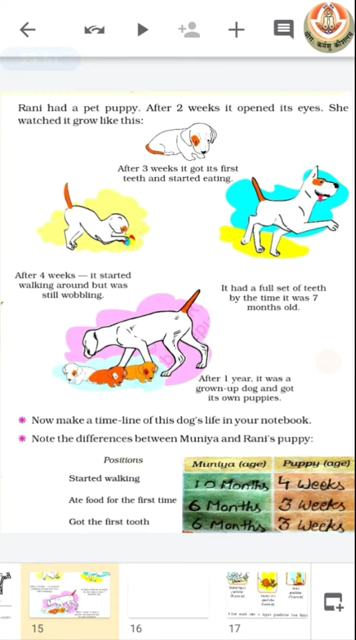 Rani had a pet puppy. After 2 weeks it opened its eyes. She
watched it grow like this:
After 3 weeks it got its first
teeth and started eating.
After 4 weeks — it started
walking around but was
still wobbling.
It had a full set of teeth
by the time it was 7
months old.
After 1 year, it was a
grown-up dog and got
its own puppies.
Now make a time-line of this dog's life in your notebook.
Note the differences between Muniya and Rani's puppy:
Positions Muniya (age) Puppy (age)
Started walking 10 Months 4 Weeks
Ate food for the first time 6 Months 3 Weeks
Got the first tooth 6 Months 3 Weeks
15 16 17